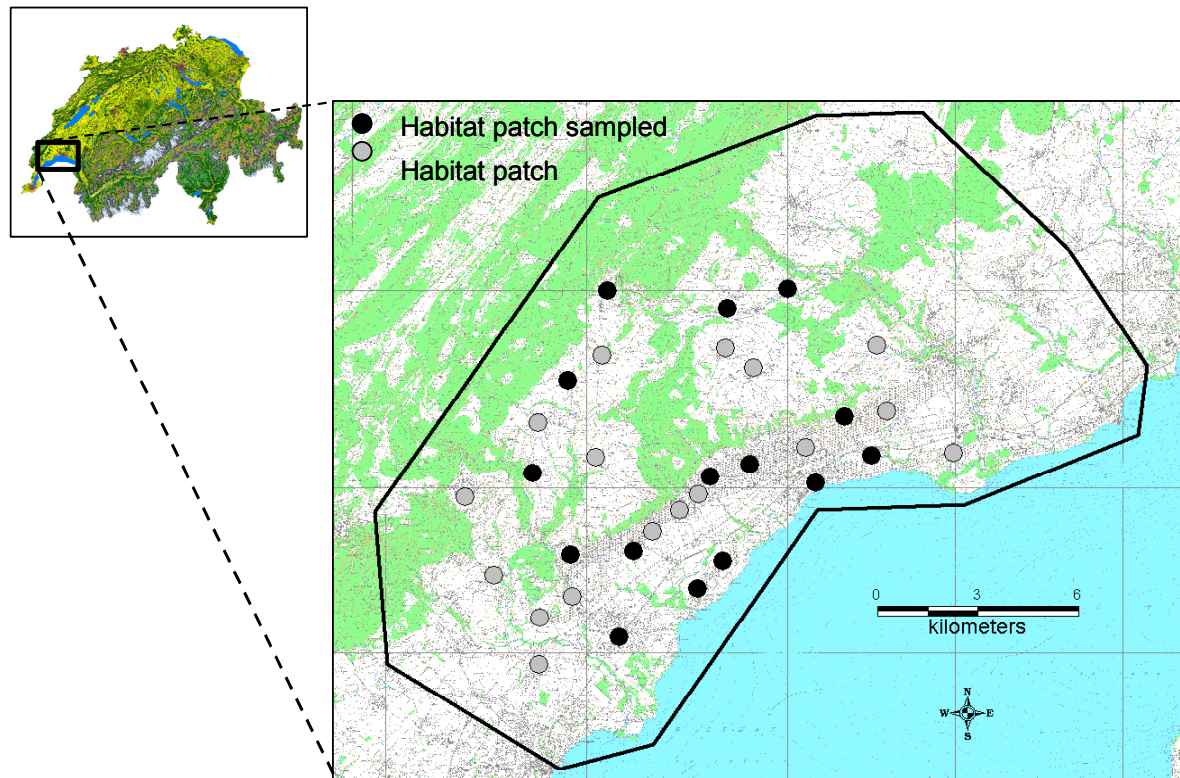 Habitat patch sampled
Habitat patch
0 3 6
kilometers
N
W E
S